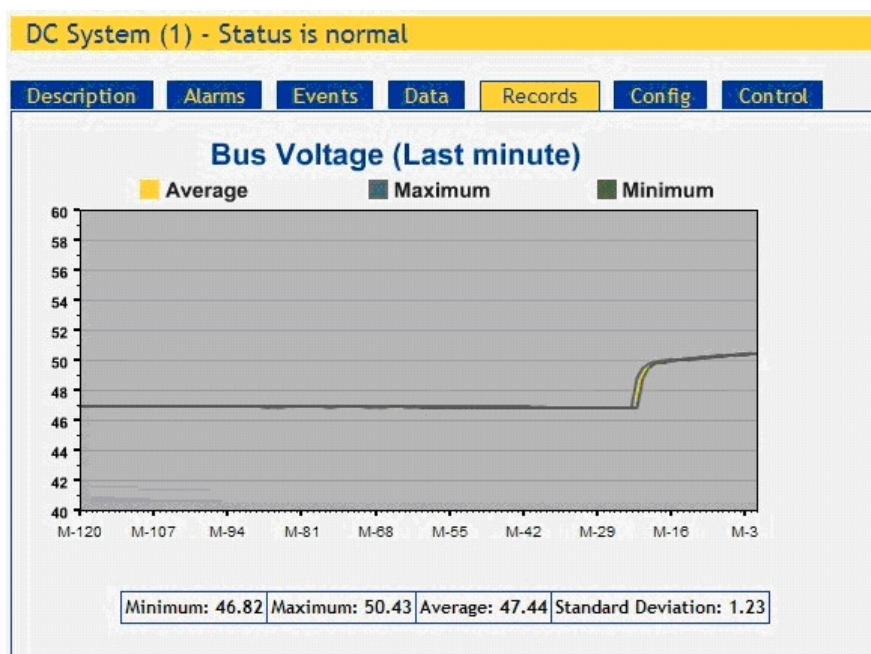 DC System (1) - Status is normal
Description Alarms Events Data Records Config Control
Bus Voltage (Last minute)
Average Maximum Minimum
60
58
56
54
52
50
48
46
44
42
40
M-120 M-107 M-94 M-81 M-68 M-55 M-42 M-29 M-16 M-3
Minimum: 46.82 Maximum: 50.43 Average: 47.44 Standard Deviation: 1.23